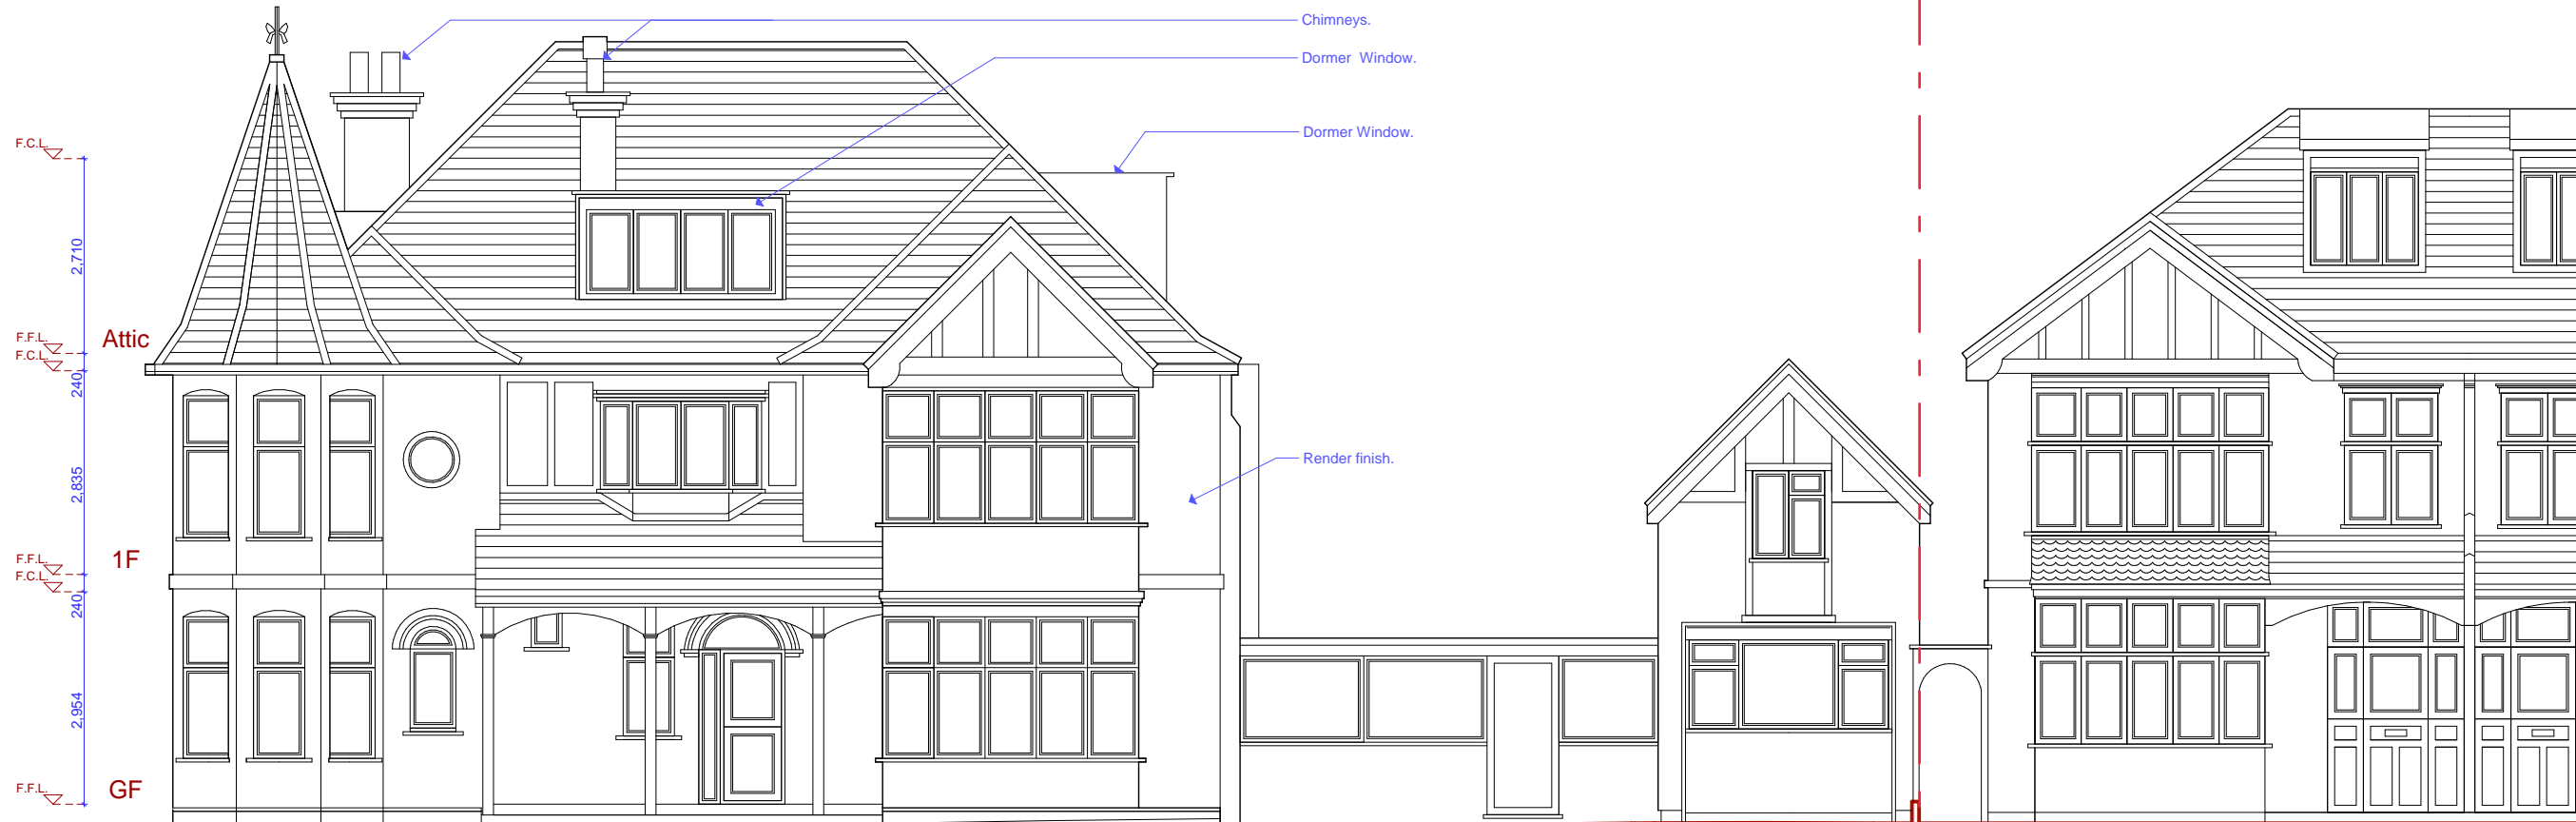 Chimneys.
Dormer Window.
Dormer Window.
F.C.L.
2,710
Attic
F.F.L.
F.C.L.
240
2,835
Render finish.
1F
F.F.L.
F.C.L.
240
2,954
GF
F.F.L.